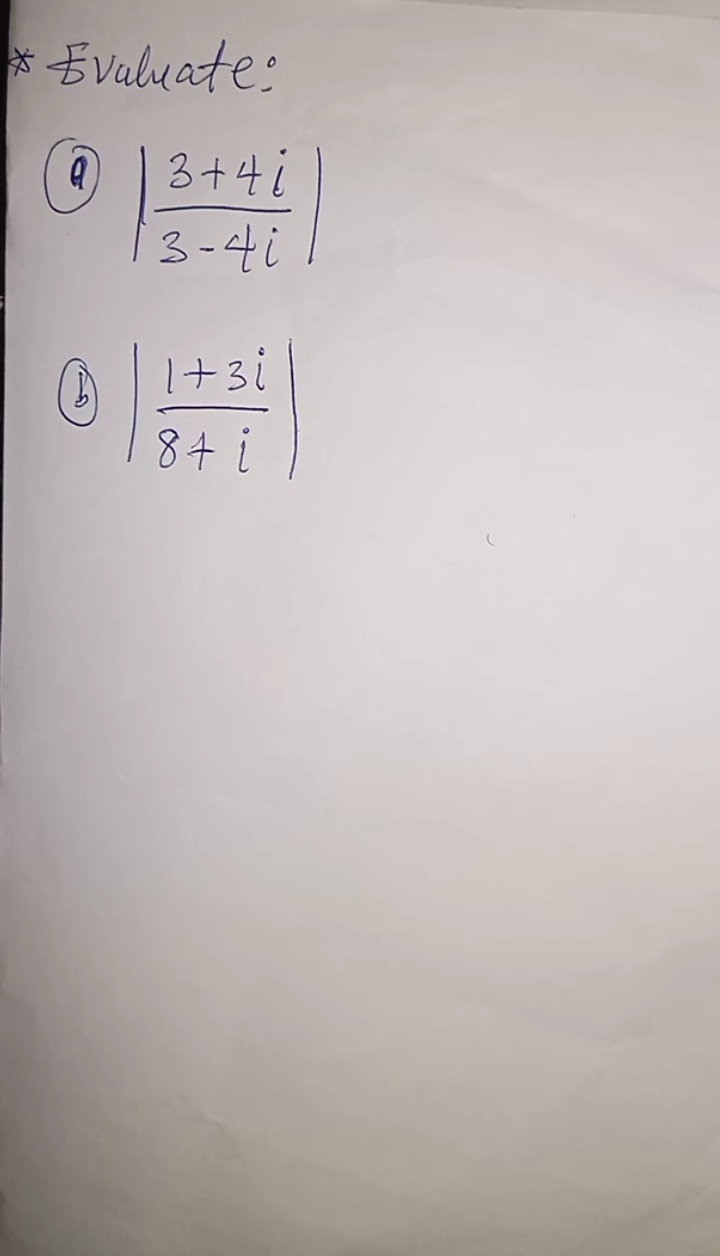 * Evaluate:
(a) | 3+4i / 3-4i |
(b) | 1+3i / 8+i |